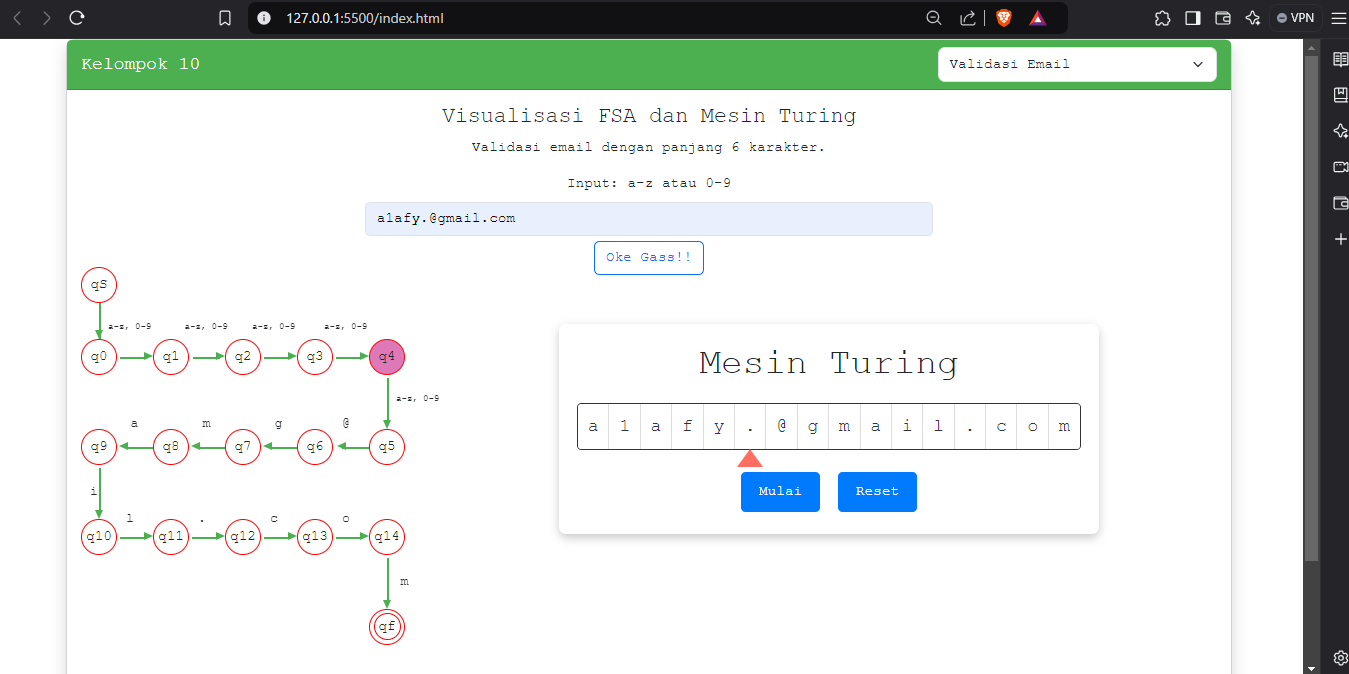 127.0.0.1:5500/index.html
VPN
Kelompok 10
Validasi Email
Visualisasi FSA dan Mesin Turing
Validasi email dengan panjang 6 karakter.
Input: a-z atau 0-9
a1afy.@gmail.com
Oke Gass!!
qS
a-z, 0-9 a-z, 0-9 a-z, 0-9 a-z, 0-9
q0 q1 q2 q3 q4
a-z, 0-9
a m g @
q9 q8 q7 q6 q5
i
l . c o
q10 q11 q12 q13 q14
m
qf
Mesin Turing
a 1 a f y . @ g m a i l . c o m
Mulai Reset